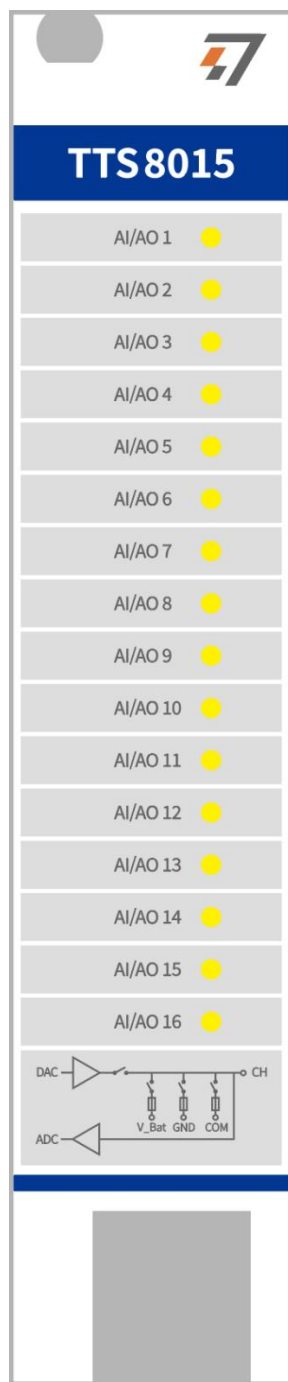 TTS 8015
AI/AO 1
AI/AO 2
AI/AO 3
AI/AO 4
AI/AO 5
AI/AO 6
AI/AO 7
AI/AO 8
AI/AO 9
AI/AO 10
AI/AO 11
AI/AO 12
AI/AO 13
AI/AO 14
AI/AO 15
AI/AO 16
DAC CH
V_Bat GND COM
ADC